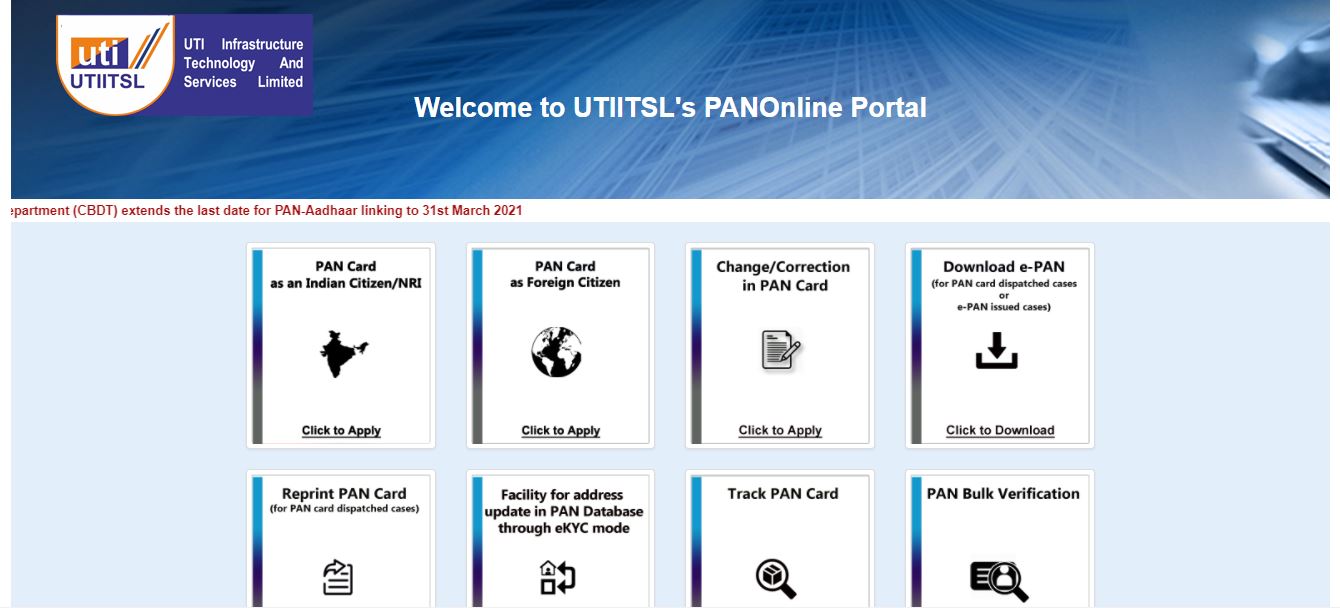 uti
UTIITSL
UTI Infrastructure
Technology And
Services Limited
Welcome to UTIITSL's PANOnline Portal
epartment (CBDT) extends the last date for PAN-Aadhaar linking to 31st March 2021
PAN Card
as an Indian Citizen/NRI
Click to Apply
PAN Card
as Foreign Citizen
Click to Apply
Change/Correction
in PAN Card
Click to Apply
Download e-PAN
(for PAN card dispatched cases
or
e-PAN issued cases)
Click to Download
Reprint PAN Card
(for PAN card dispatched cases)
Facility for address
update in PAN Database
through eKYC mode
Track PAN Card
PAN Bulk Verification